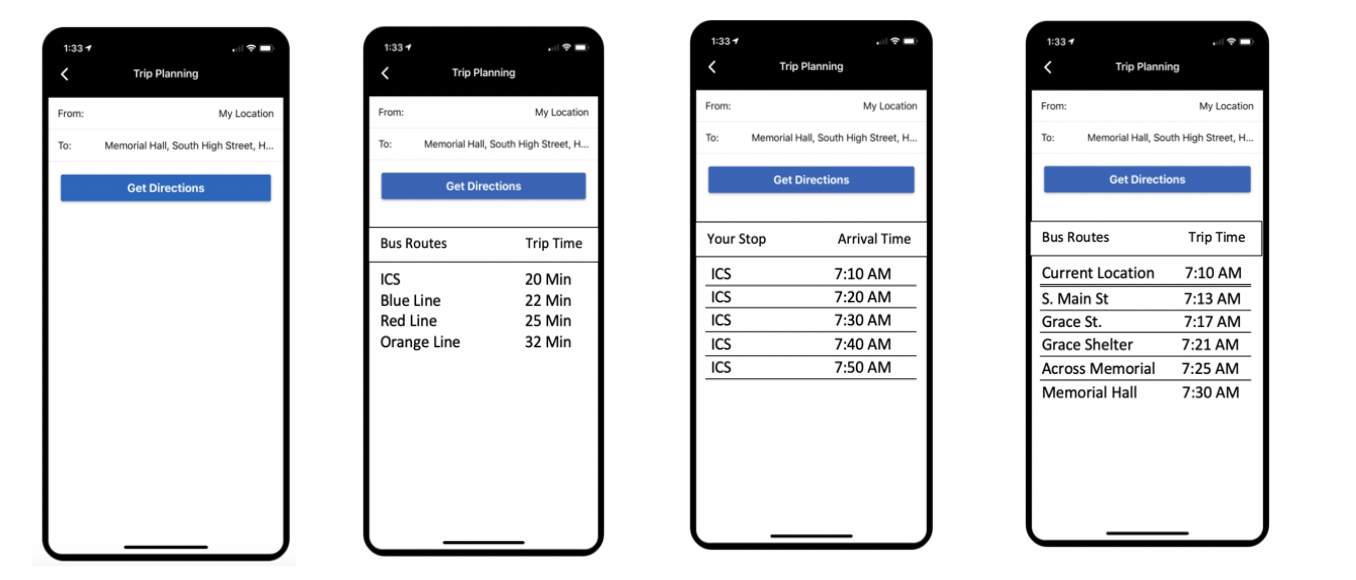 1:33
Trip Planning
From: My Location
To: Memorial Hall, South High Street, H...
Get Directions
1:33
Trip Planning
From: My Location
To: Memorial Hall, South High Street, H...
Get Directions
Bus Routes Trip Time
ICS 20 Min
Blue Line 22 Min
Red Line 25 Min
Orange Line 32 Min
1:33
Trip Planning
From: My Location
To: Memorial Hall, South High Street, H...
Get Directions
Your Stop Arrival Time
ICS 7:10 AM
ICS 7:20 AM
ICS 7:30 AM
ICS 7:40 AM
ICS 7:50 AM
1:33
Trip Planning
From: My Location
To: Memorial Hall, South High Street, H...
Get Directions
Bus Routes Trip Time
Current Location 7:10 AM
S. Main St 7:13 AM
Grace St. 7:17 AM
Grace Shelter 7:21 AM
Across Memorial 7:25 AM
Memorial Hall 7:30 AM